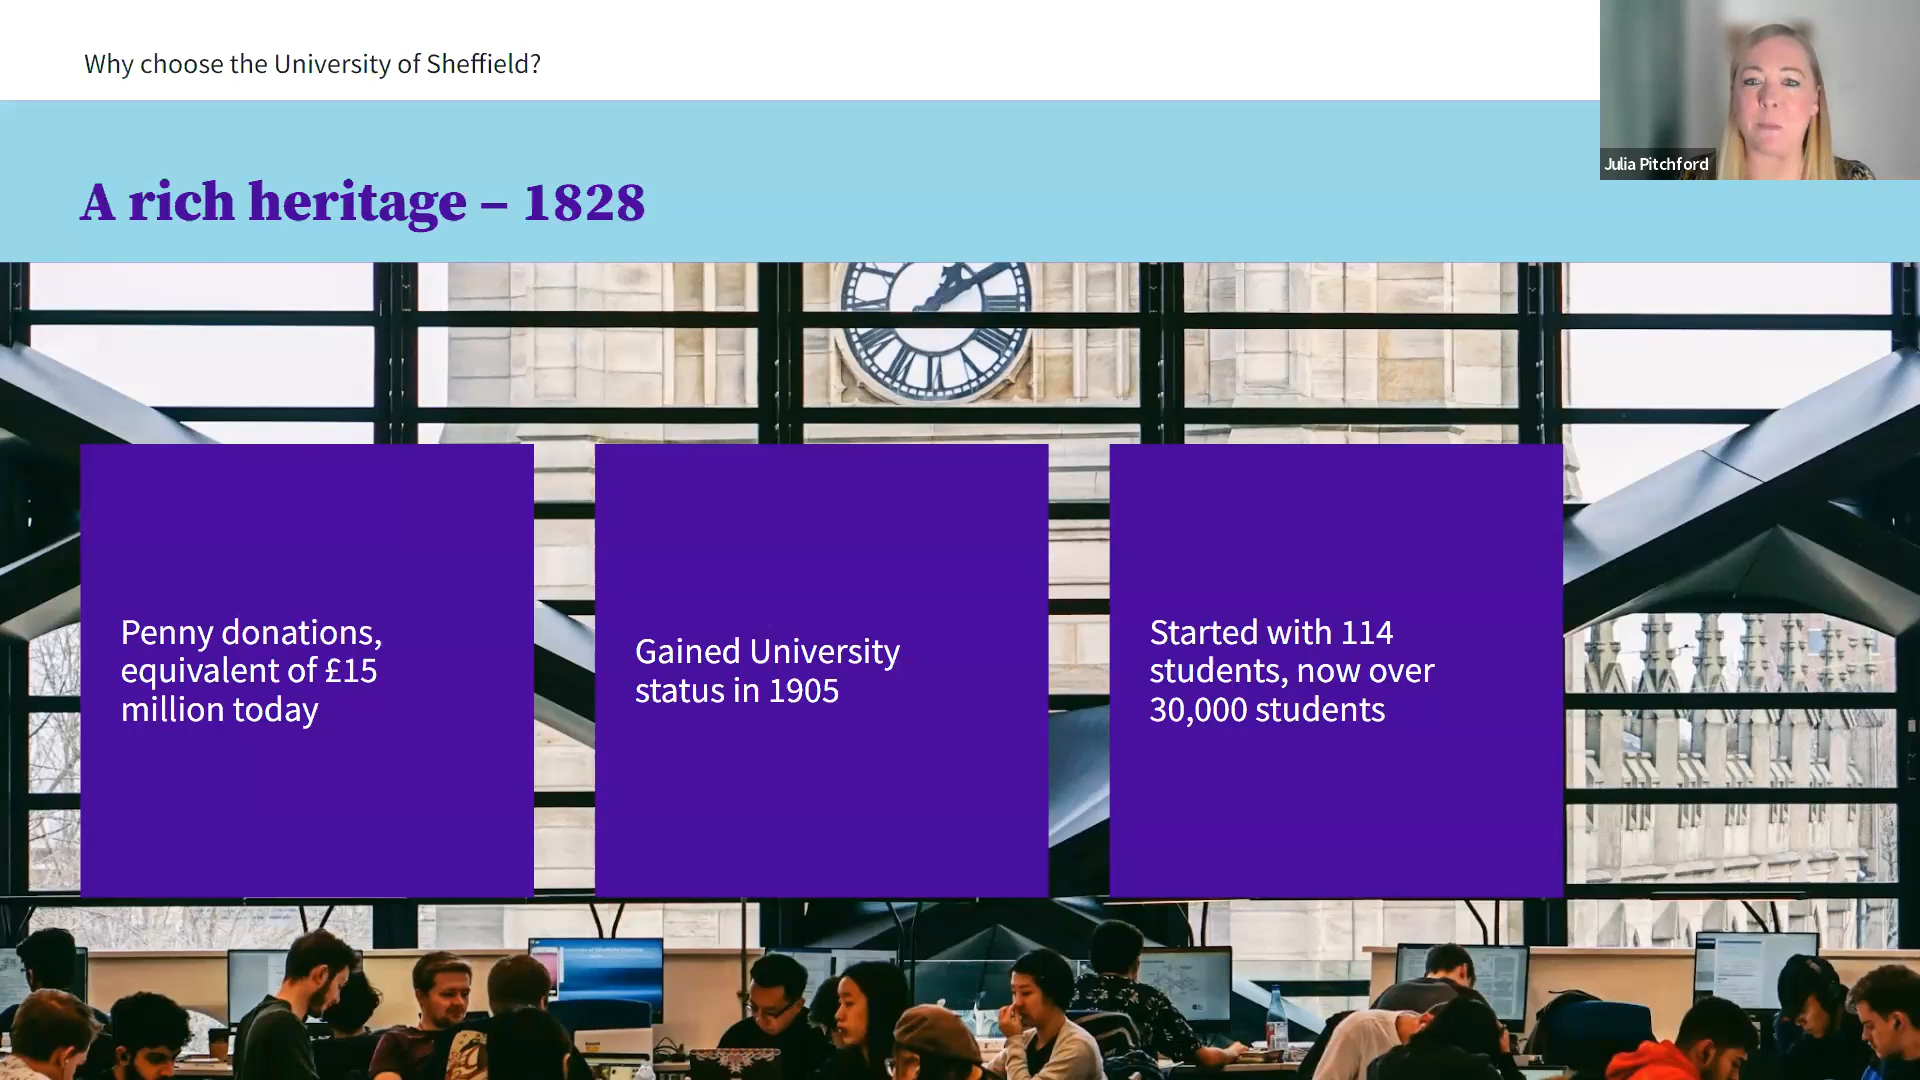 Why choose the University of Sheffield?
Julia Pitchford
A rich heritage – 1828
Penny donations,
equivalent of £15
million today
Gained University
status in 1905
Started with 114
students, now over
30,000 students